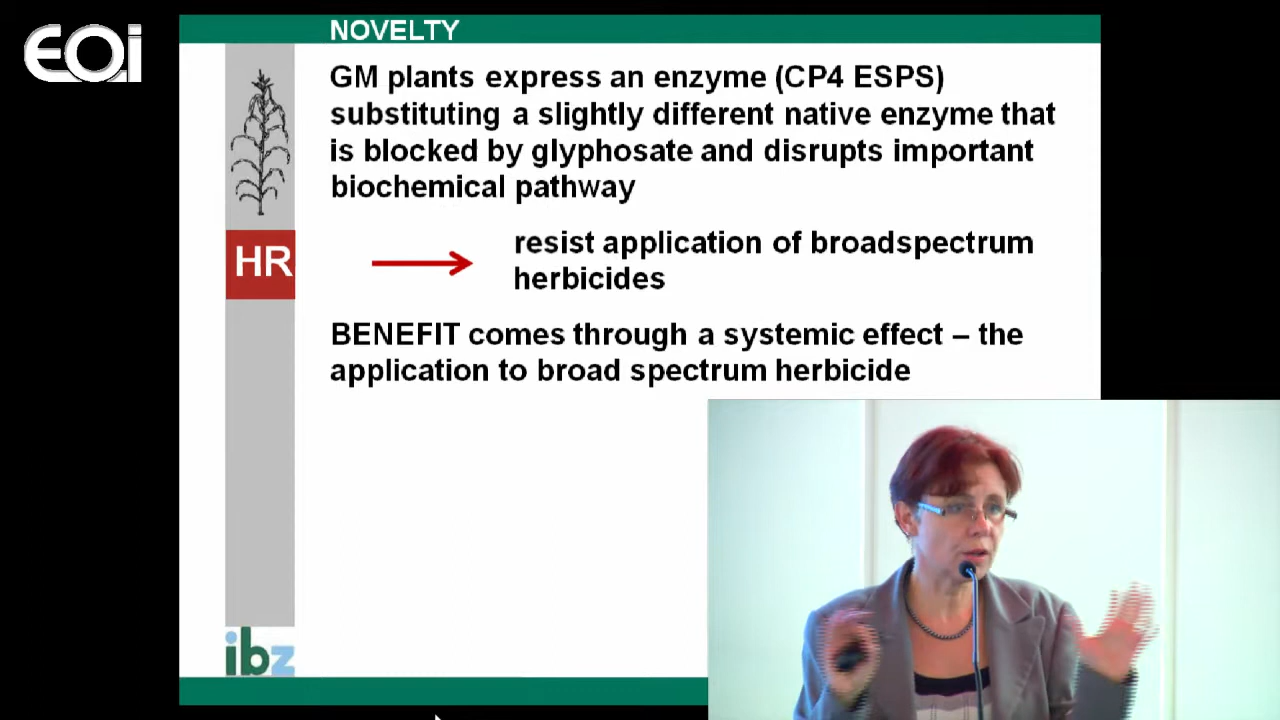 EOi
NOVELTY
GM plants express an enzyme (CP4 ESPS)
substituting a slightly different native enzyme that
is blocked by glyphosate and disrupts important
biochemical pathway
HR
resist application of broadspectrum
herbicides
BENEFIT comes through a systemic effect – the
application to broad spectrum herbicide
ibz